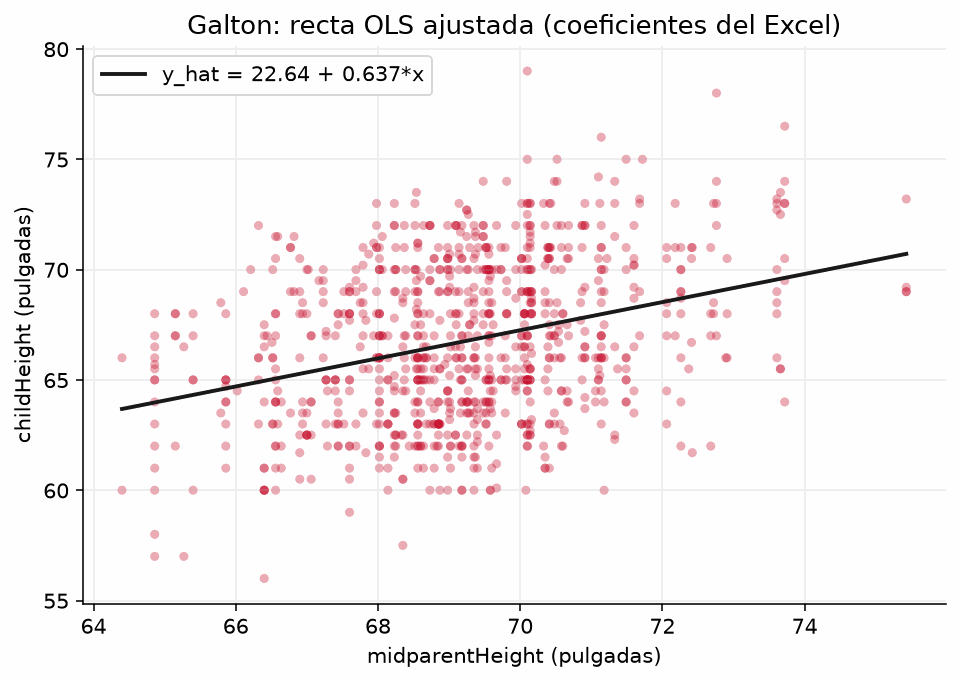 Galton: recta OLS ajustada (coeficientes del Excel)
y_hat = 22.64 + 0.637*x
childHeight (pulgadas)
80
75
70
65
60
55
64 66 68 70 72 74
midparentHeight (pulgadas)